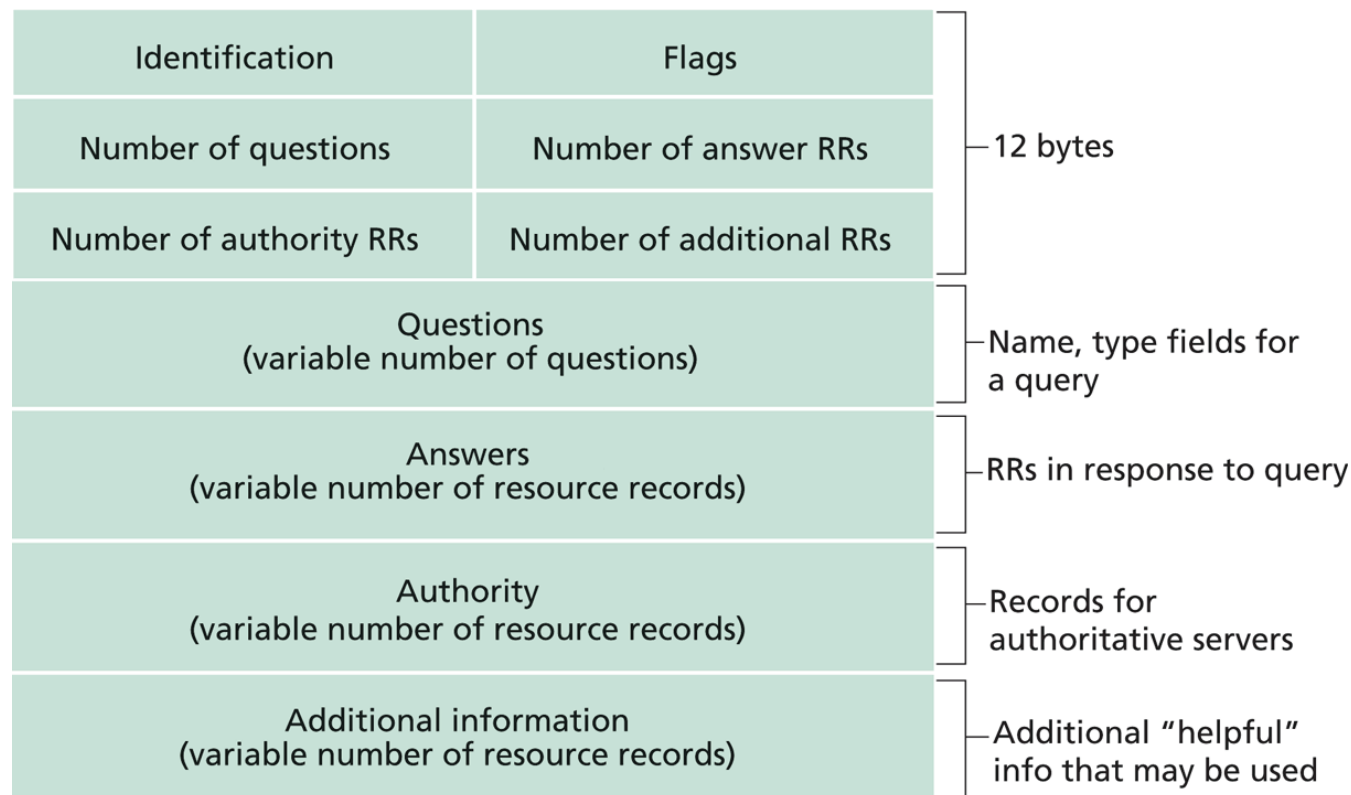 Identification
Flags
Number of questions
Number of answer RRs
12 bytes
Number of authority RRs
Number of additional RRs
Questions
(variable number of questions)
Name, type fields for
a query
Answers
(variable number of resource records)
RRs in response to query
Authority
(variable number of resource records)
Records for
authoritative servers
Additional information
(variable number of resource records)
Additional “helpful”
info that may be used